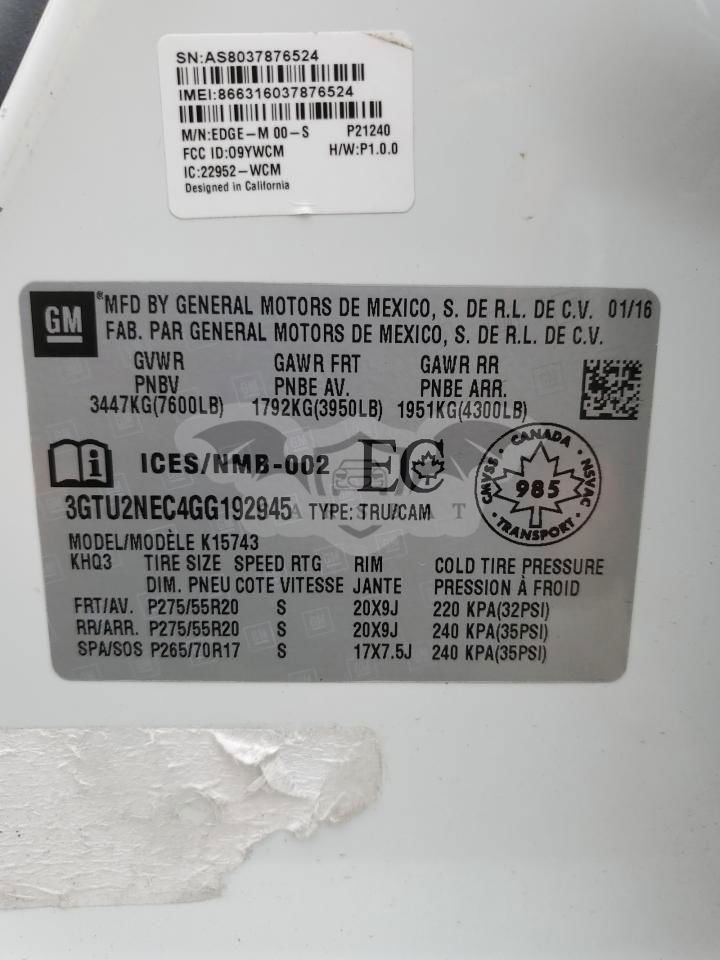 SN:AS8037876524
IMEI:866316037876524
M/N:EDGE-M 00-S P21240
FCC ID:O9YWCM H/W:P1.0.0
IC:22952-WCM
Designed in California
GM ® MFD BY GENERAL MOTORS DE MEXICO, S. DE R.L. DE C.V. 01/16
FAB. PAR GENERAL MOTORS DE MEXICO, S. DE R.L. DE C.V.
GVWR GAWR FRT GAWR RR
PNBV PNBE AV. PNBE ARR.
3447KG(7600LB) 1792KG(3950LB) 1951KG(4300LB)
i ICES/NMB-002 EC
CANADA
CMVSS • 985 • NSVAC
TRANSPORT
3GTU2NEC4GG192945 TYPE: TRU/CAM
MODEL/MODÈLE K15743
KHQ3 TIRE SIZE SPEED RTG RIM COLD TIRE PRESSURE
DIM. PNEU COTE VITESSE JANTE PRESSION À FROID
FRT/AV. P275/55R20 S 20X9J 220 KPA(32PSI)
RR/ARR. P275/55R20 S 20X9J 240 KPA(35PSI)
SPA/SOS P265/70R17 S 17X7.5J 240 KPA(35PSI)